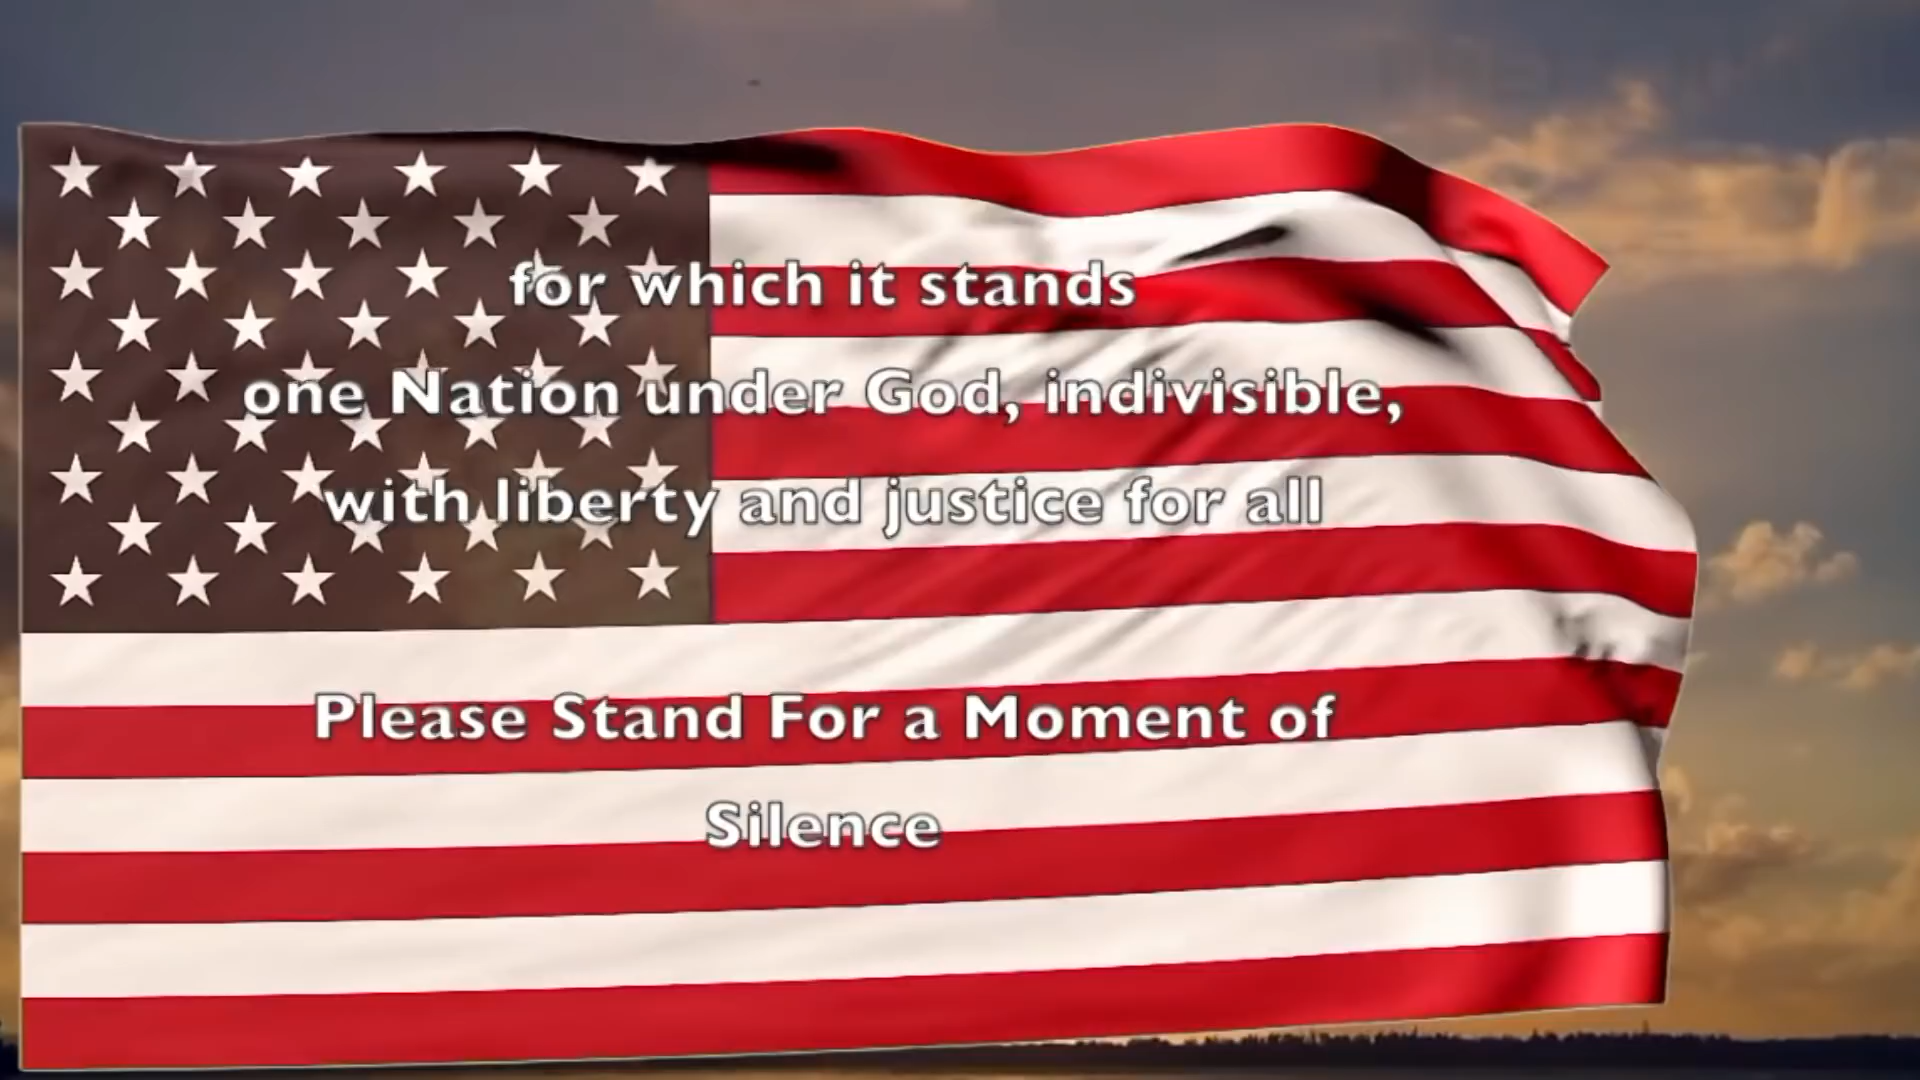 for which it stands
one Nation under God, indivisible,
with liberty and justice for all
Please Stand For a Moment of
Silence